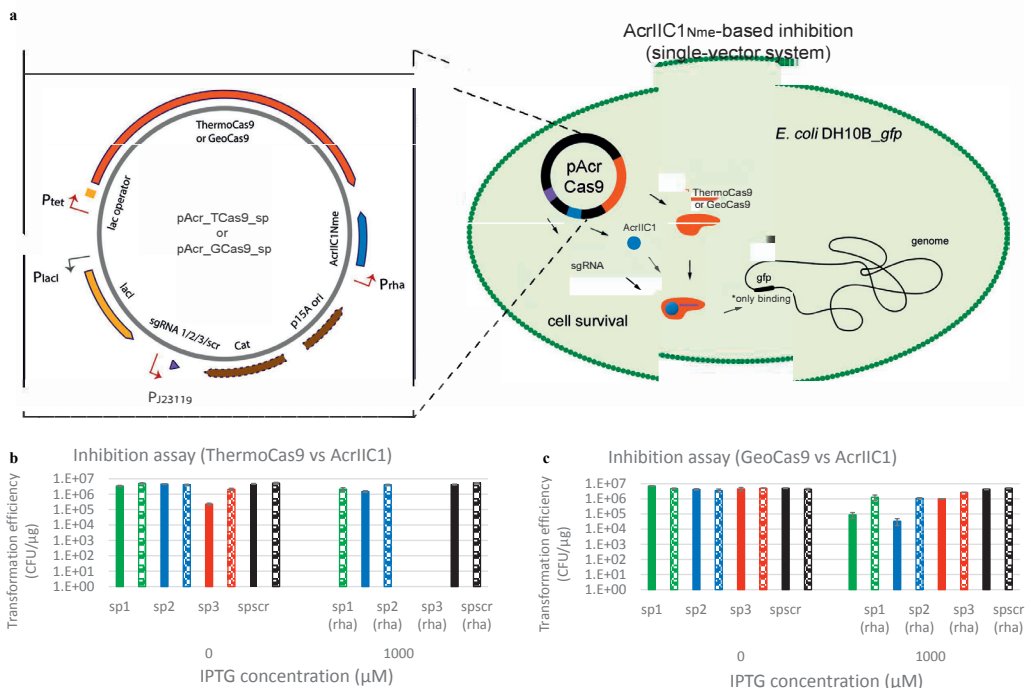 a
AcrIIC1Nme-based inhibition
(single-vector system)
ThermoCas9
or GeoCas9
Ptet
lac operator
pAcr_TCas9_sp
or
pAcr_GCas9_sp
AcrIIC1Nme
PlacI
lacI
Prha
p15A ori
sgRNA 1/2/3/scr
Cat
PJ23119
E. coli DH10B_gfp
pAcr
Cas9
ThermoCas9
or GeoCas9
AcrIIC1
sgRNA
genome
gfp
*only binding
cell survival
b
Inhibition assay (ThermoCas9 vs AcrIIC1)
Transformation efficiency
(CFU/µg)
1.E+07
1.E+06
1.E+05
1.E+04
1.E+03
1.E+02
1.E+01
1.E+00
sp1 sp2 sp3 spscr sp1 sp2 sp3 spscr
(rha) (rha) (rha) (rha)
0 1000
IPTG concentration (µM)
c
Inhibition assay (GeoCas9 vs AcrIIC1)
Transformation efficiency
(CFU/µg)
1.E+07
1.E+06
1.E+05
1.E+04
1.E+03
1.E+02
1.E+01
1.E+00
sp1 sp2 sp3 spscr sp1 sp2 sp3 spscr
(rha) (rha) (rha) (rha)
0 1000
IPTG concentration (µM)